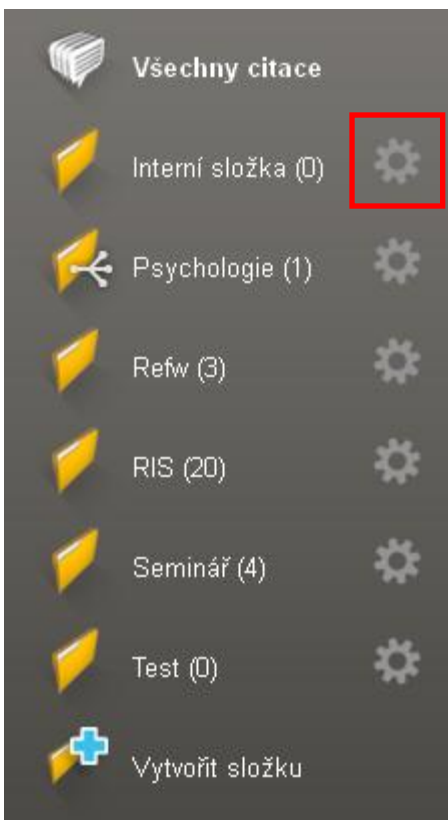 Všechny citace
Interní složka (0)
Psychologie (1)
Refw (3)
RIS (20)
Seminář (4)
Test (0)
Vytvořit složku